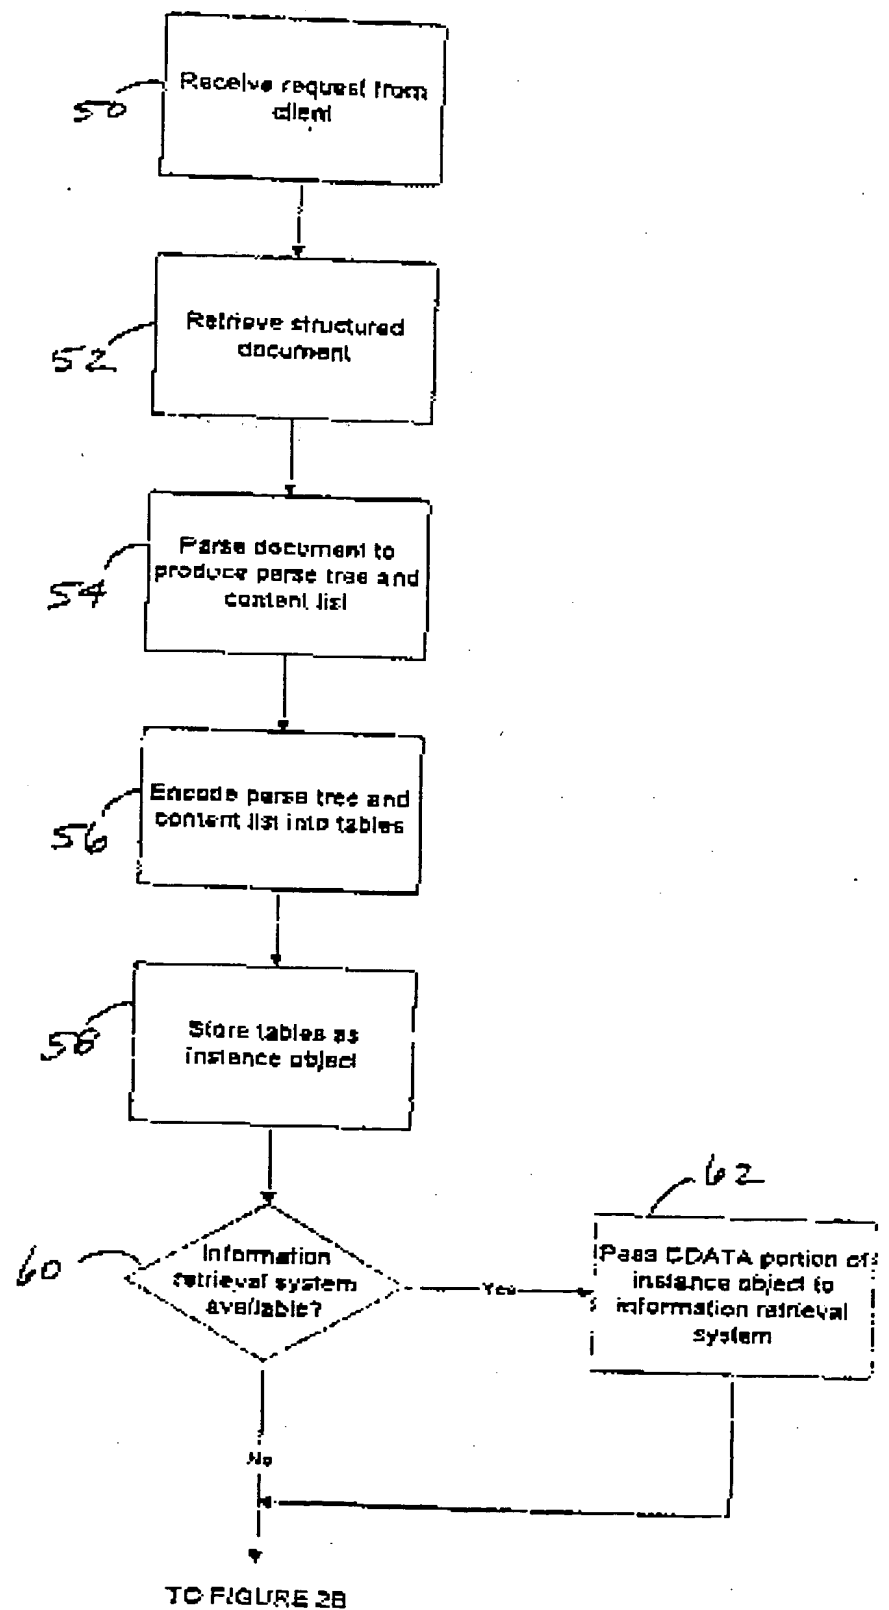 50
Receive request from
client
52
Retrieve structured
document
54
Parse document to
produce parse tree and
content list
56
Encode parse tree and
content list into tables
58
Store tables as
instance object
60
Information
retrieval system
available?
Yes
62
Pass CDATA portion of
instance object to
information retrieval
system
No
TO FIGURE 2B